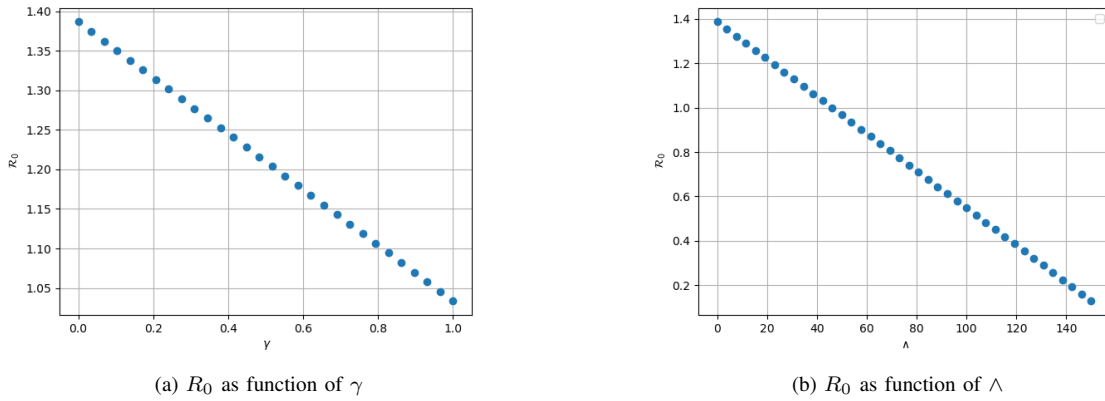 1.40
1.35
1.30
1.25
1.20
1.15
1.10
1.05
ℛ₀
0.0 0.2 0.4 0.6 0.8 1.0
γ
(a) R₀ as function of γ
1.4
1.2
1.0
0.8
0.6
0.4
0.2
ℛ₀
0 20 40 60 80 100 120 140
∧
(b) R₀ as function of ∧